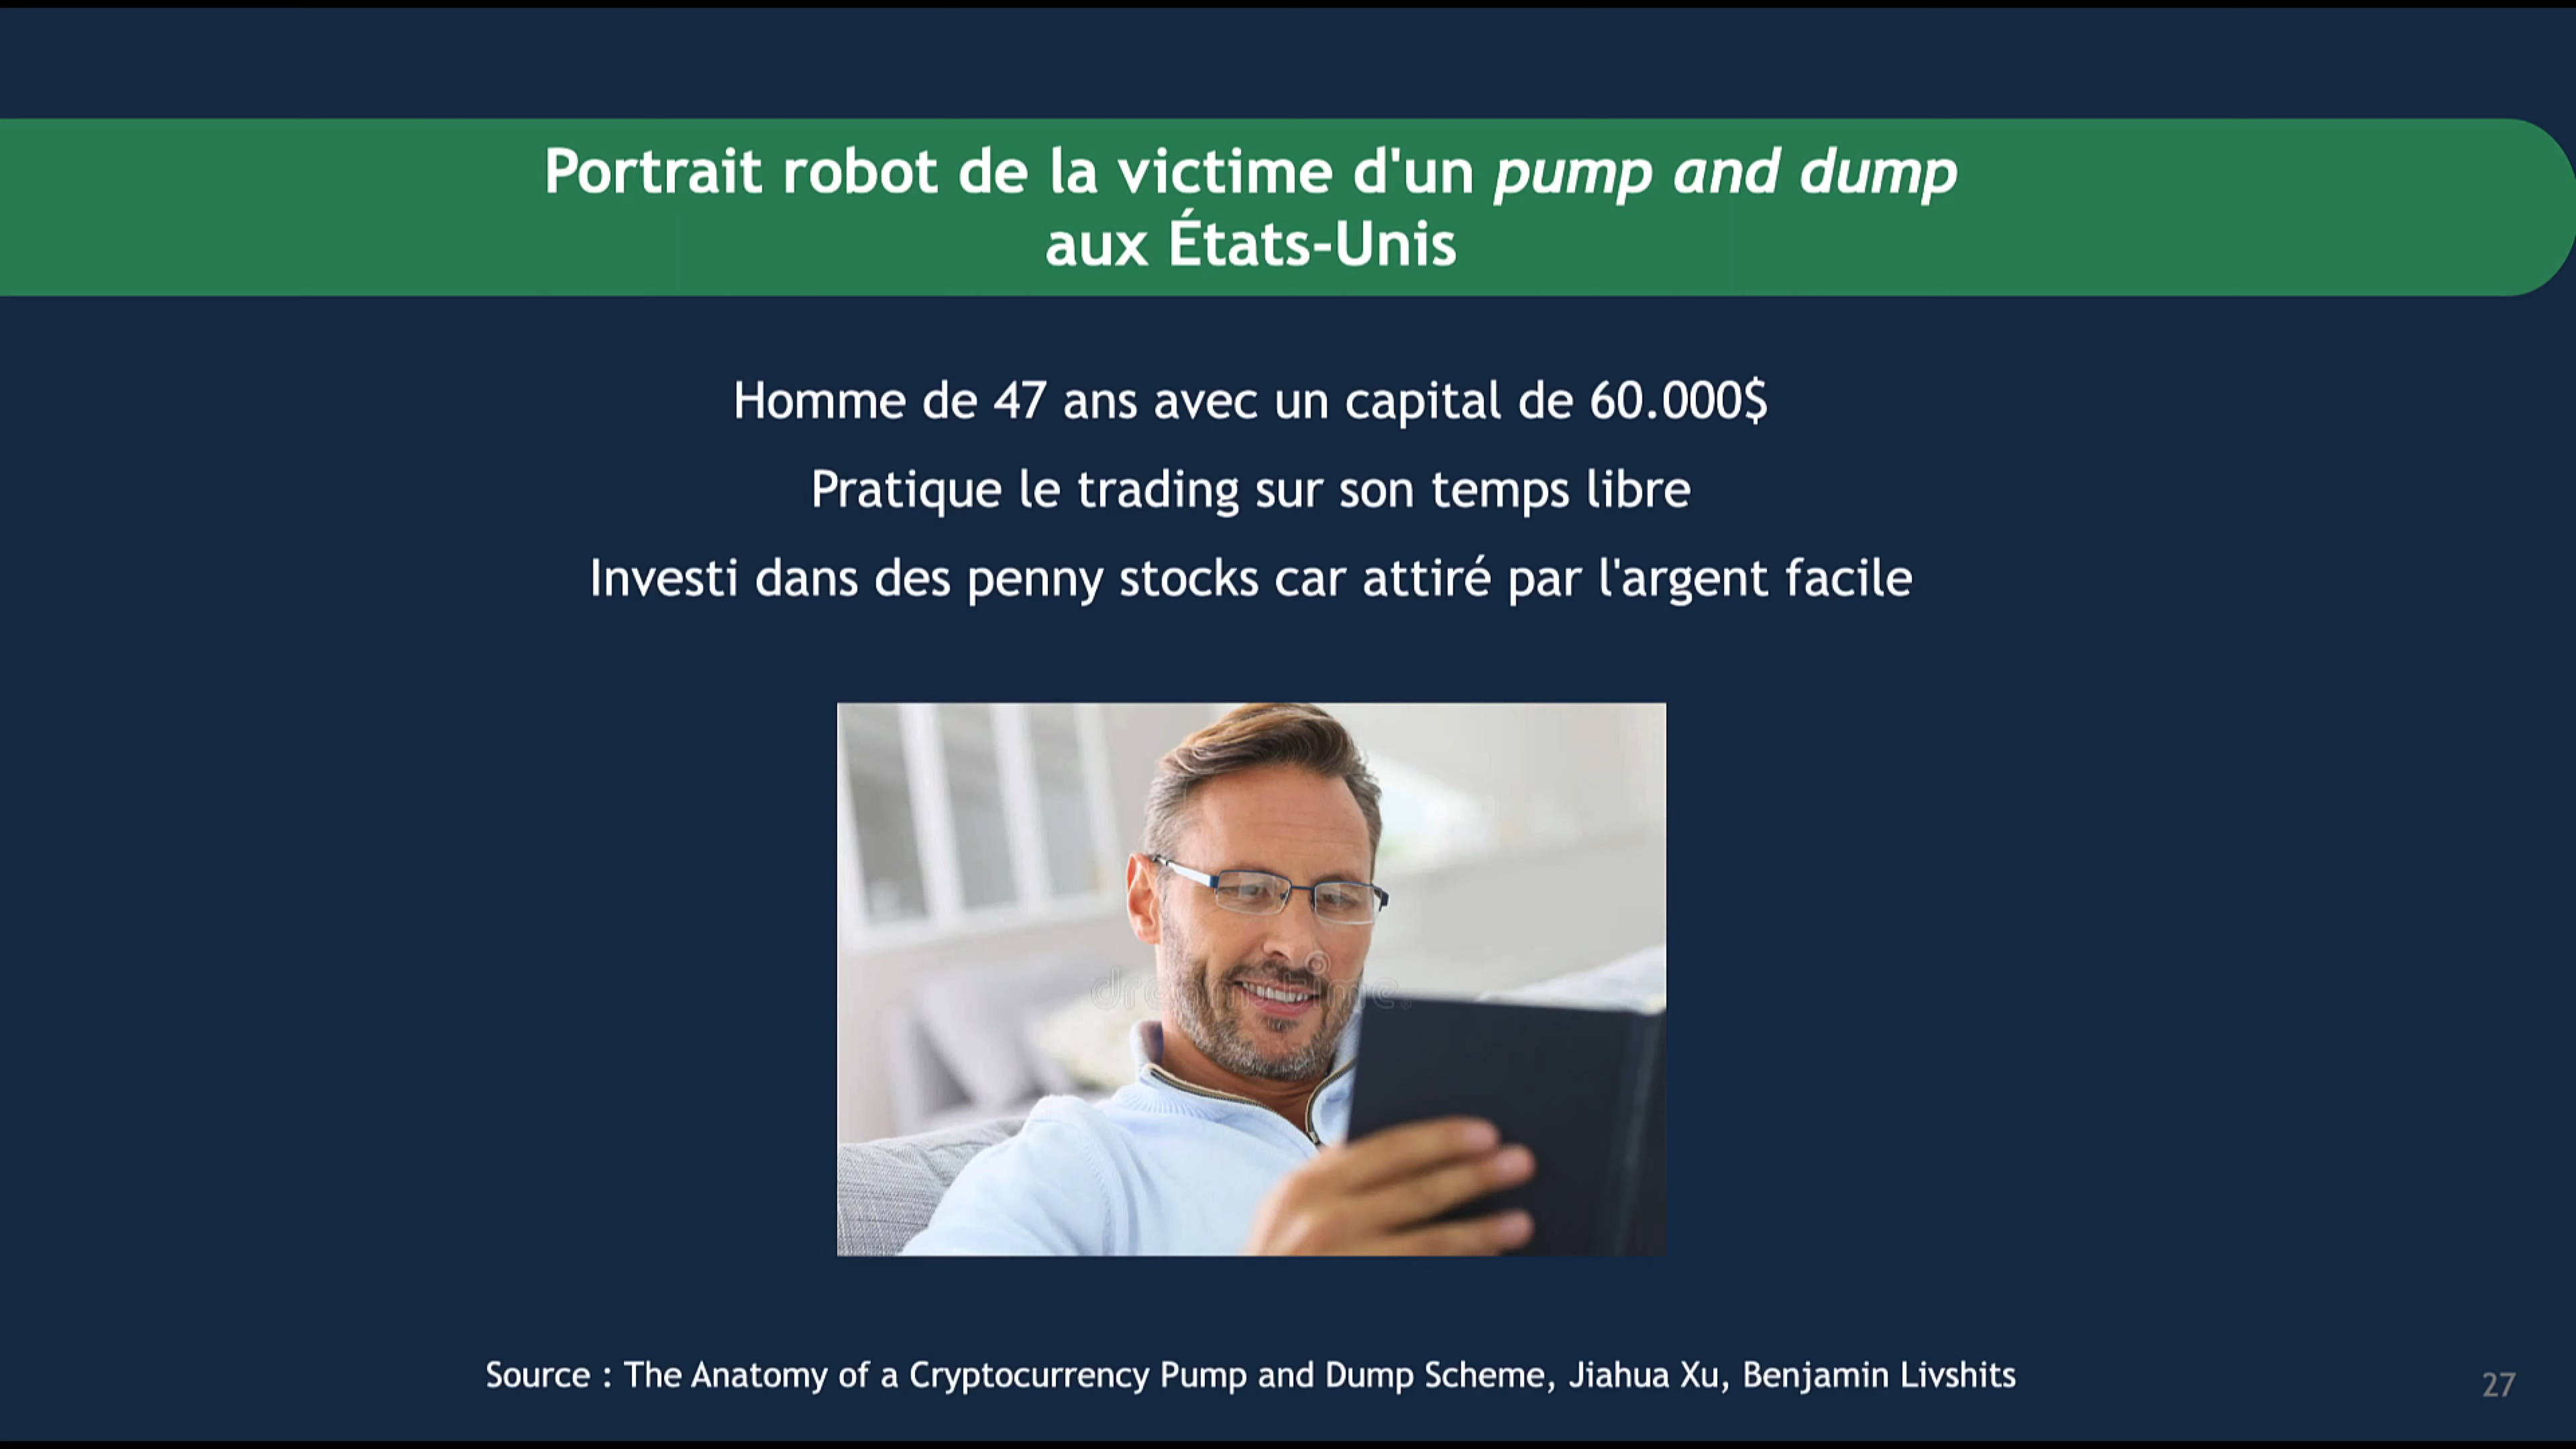 Portrait robot de la victime d'un pump and dump
aux États-Unis
Homme de 47 ans avec un capital de 60.000$
Pratique le trading sur son temps libre
Investi dans des penny stocks car attiré par l'argent facile
dreamstime.
Source : The Anatomy of a Cryptocurrency Pump and Dump Scheme, Jiahua Xu, Benjamin Livshits
27